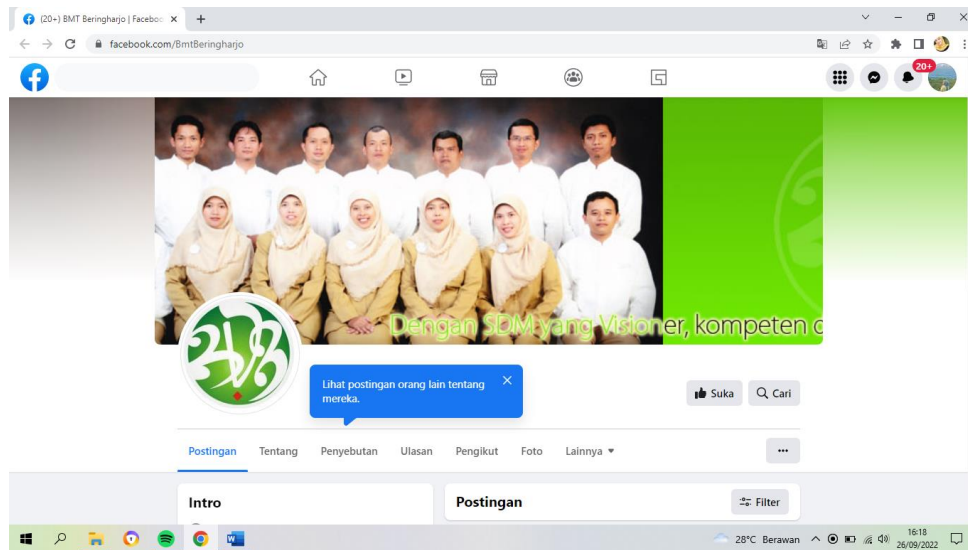 (20+) BMT Beringharjo | Faceboo
facebook.com/BmtBeringharjo
20+
Dengan SDM yang Visioner, kompeten d
Lihat postingan orang lain tentang
mereka.
Suka
Cari
Postingan Tentang Penyebutan Ulasan Pengikut Foto Lainnya
Intro
Postingan
Filter
28°C Berawan
16:18
26/09/2022